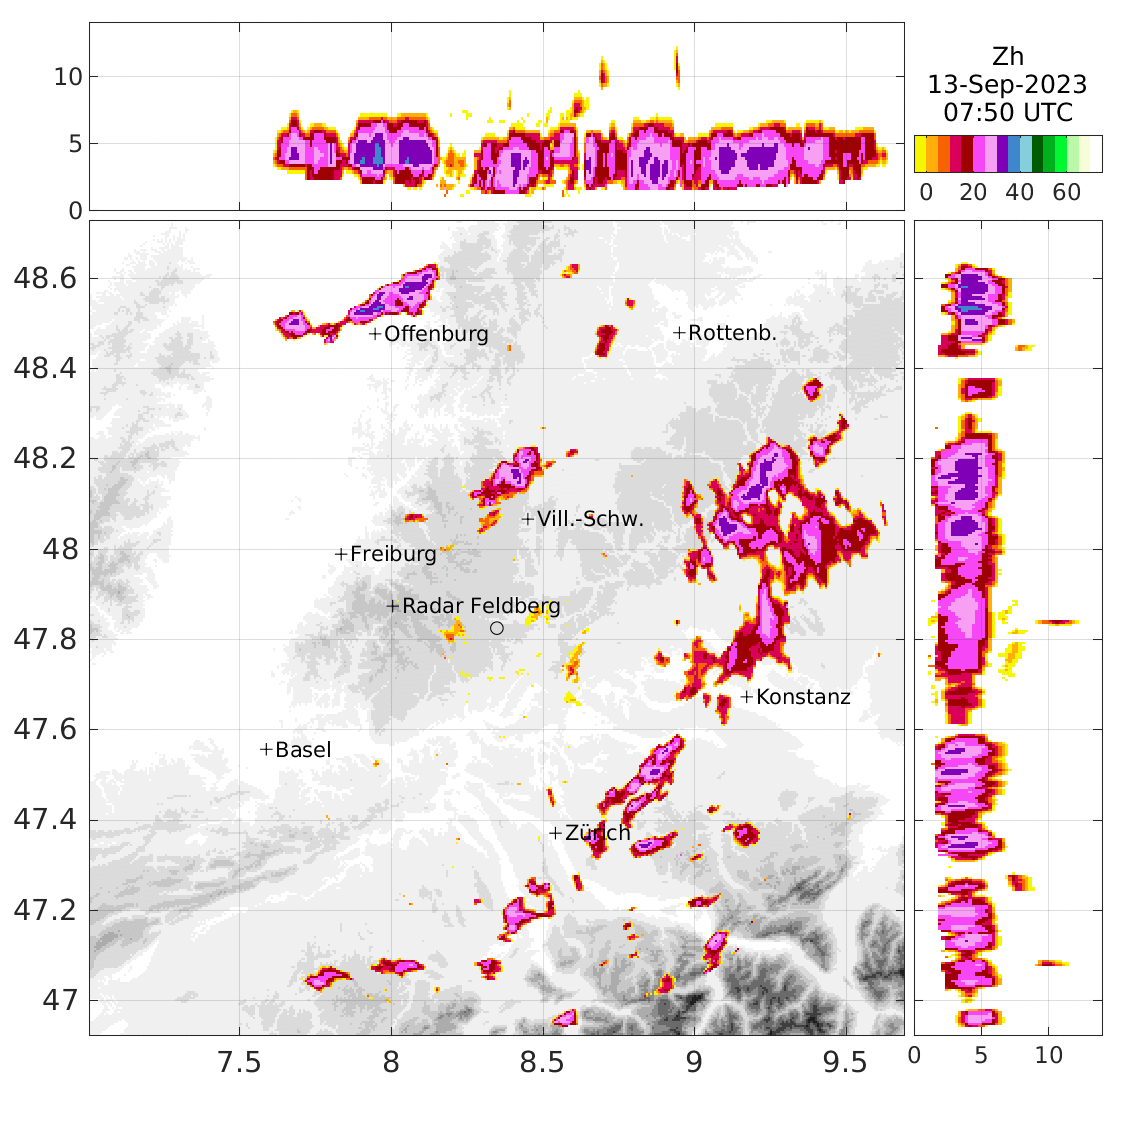 10
5
0
Zh
13-Sep-2023
07:50 UTC
0 20 40 60
48.6
48.4
48.2
48
47.8
47.6
47.4
47.2
47
+Offenburg
+Rottenb.
+Vill.-Schw.
+Freiburg
+Radar Feldberg
+Konstanz
+Basel
+Zürich
7.5 8 8.5 9 9.5
0 5 10